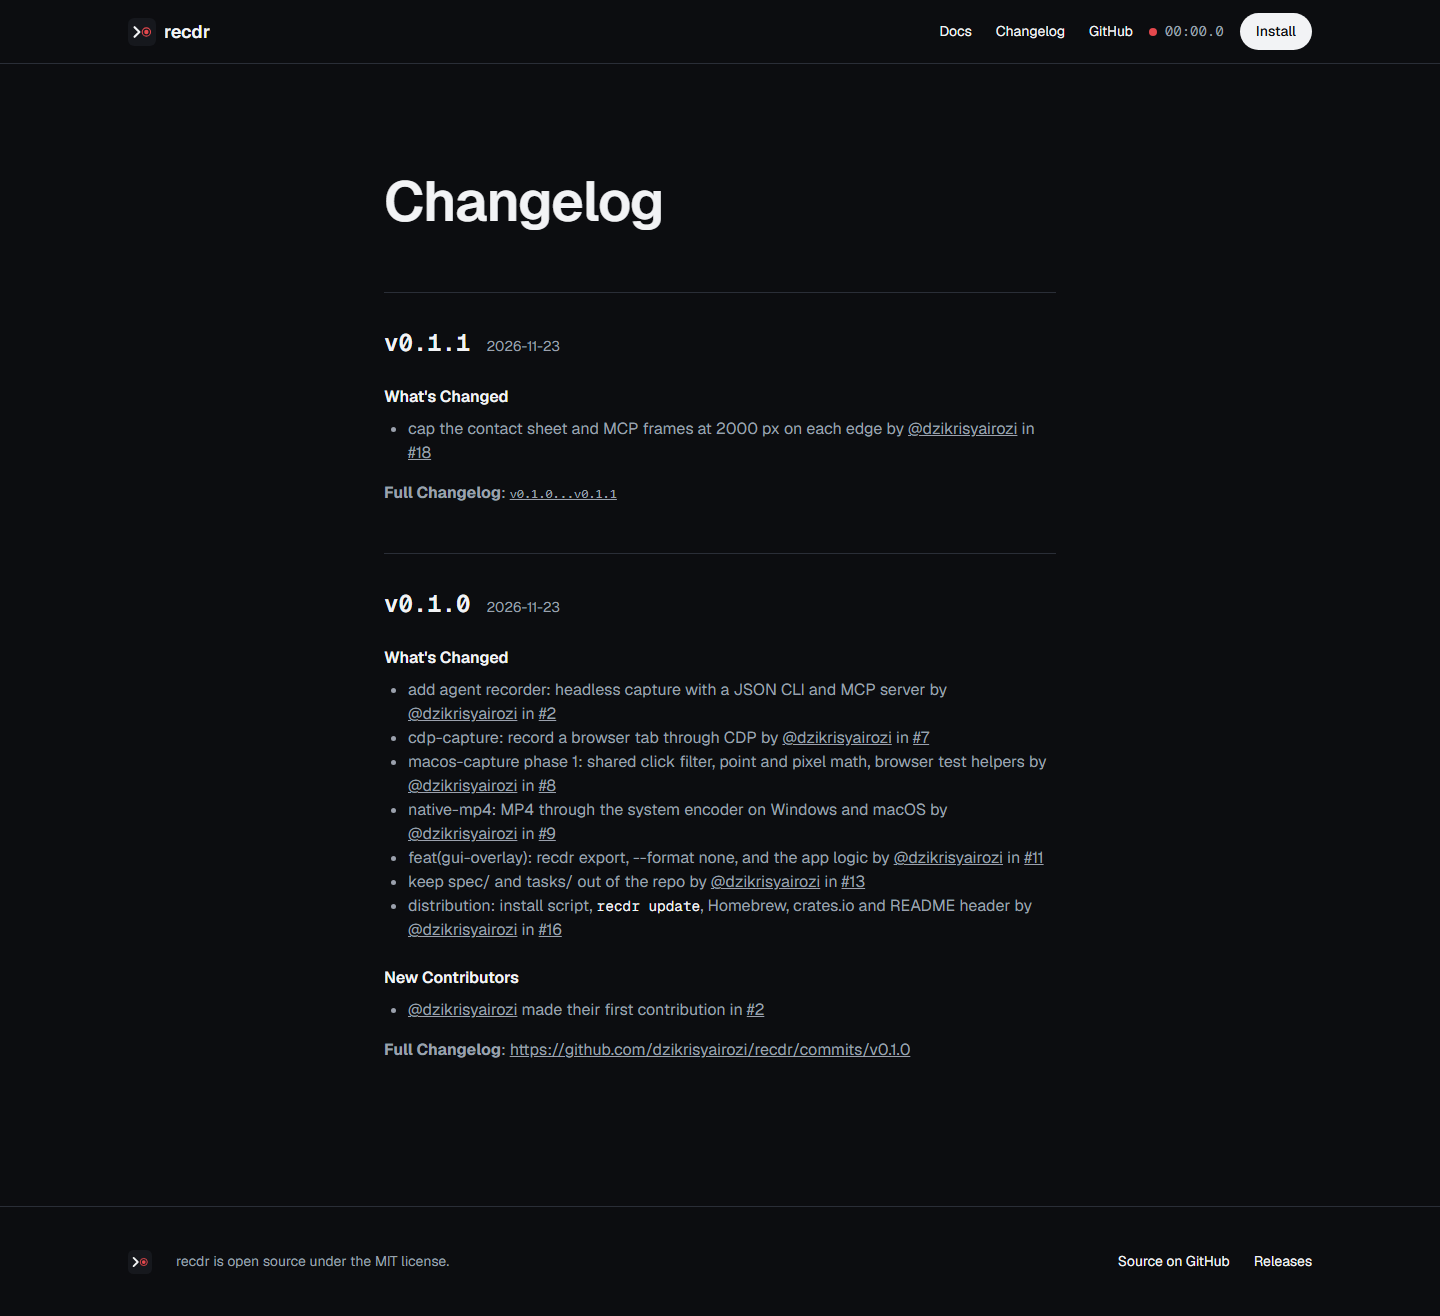 recdr
Docs
Changelog
GitHub
00:00.0
Install
Changelog
v0.1.1 2026-11-23
What's Changed
• cap the contact sheet and MCP frames at 2000 px on each edge by @dzikrisyairozi in
#18
Full Changelog: v0.1.0...v0.1.1
v0.1.0 2026-11-23
What's Changed
• add agent recorder: headless capture with a JSON CLI and MCP server by
@dzikrisyairozi in #2
• cdp-capture: record a browser tab through CDP by @dzikrisyairozi in #7
• macos-capture phase 1: shared click filter, point and pixel math, browser test helpers by
@dzikrisyairozi in #8
• native-mp4: MP4 through the system encoder on Windows and macOS by
@dzikrisyairozi in #9
• feat(gui-overlay): recdr export, --format none, and the app logic by @dzikrisyairozi in #11
• keep spec/ and tasks/ out of the repo by @dzikrisyairozi in #13
• distribution: install script, recdr update, Homebrew, crates.io and README header by
@dzikrisyairozi in #16
New Contributors
• @dzikrisyairozi made their first contribution in #2
Full Changelog: https://github.com/dzikrisyairozi/recdr/commits/v0.1.0
recdr is open source under the MIT license.
Source on GitHub
Releases